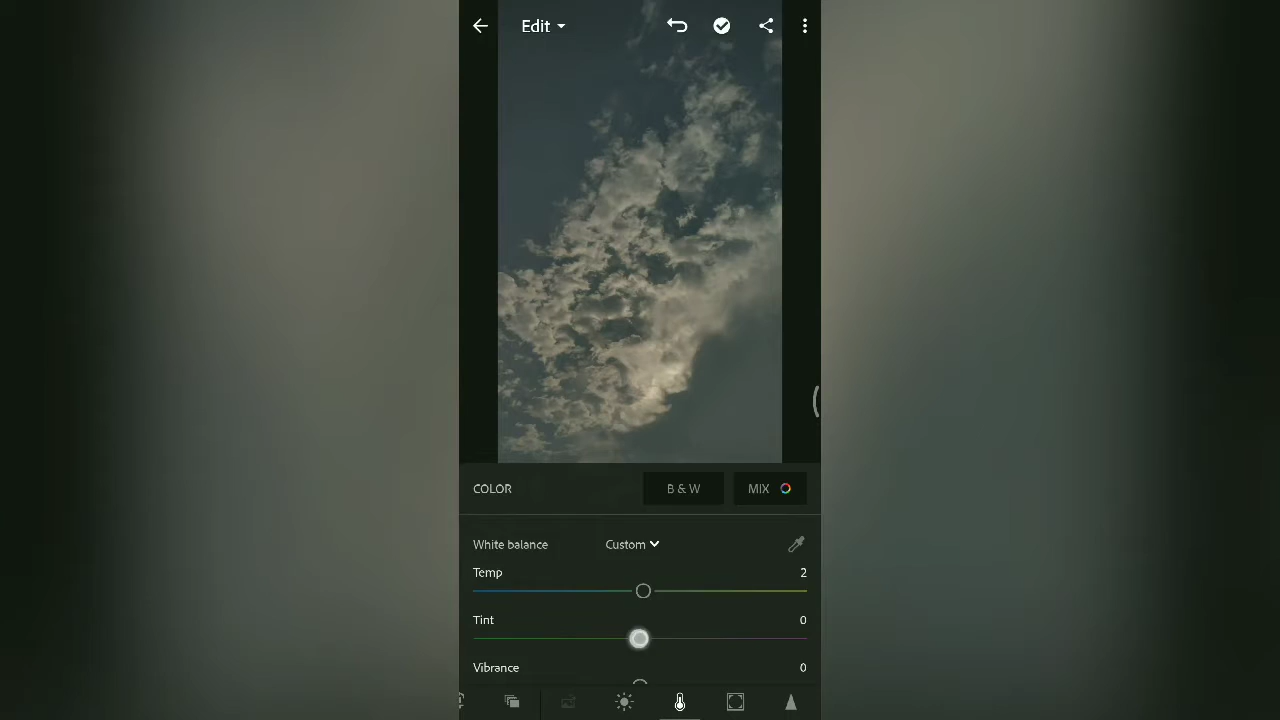 Edit
COLOR B & W MIX
White balance Custom
Temp 2
Tint 0
Vibrance 0